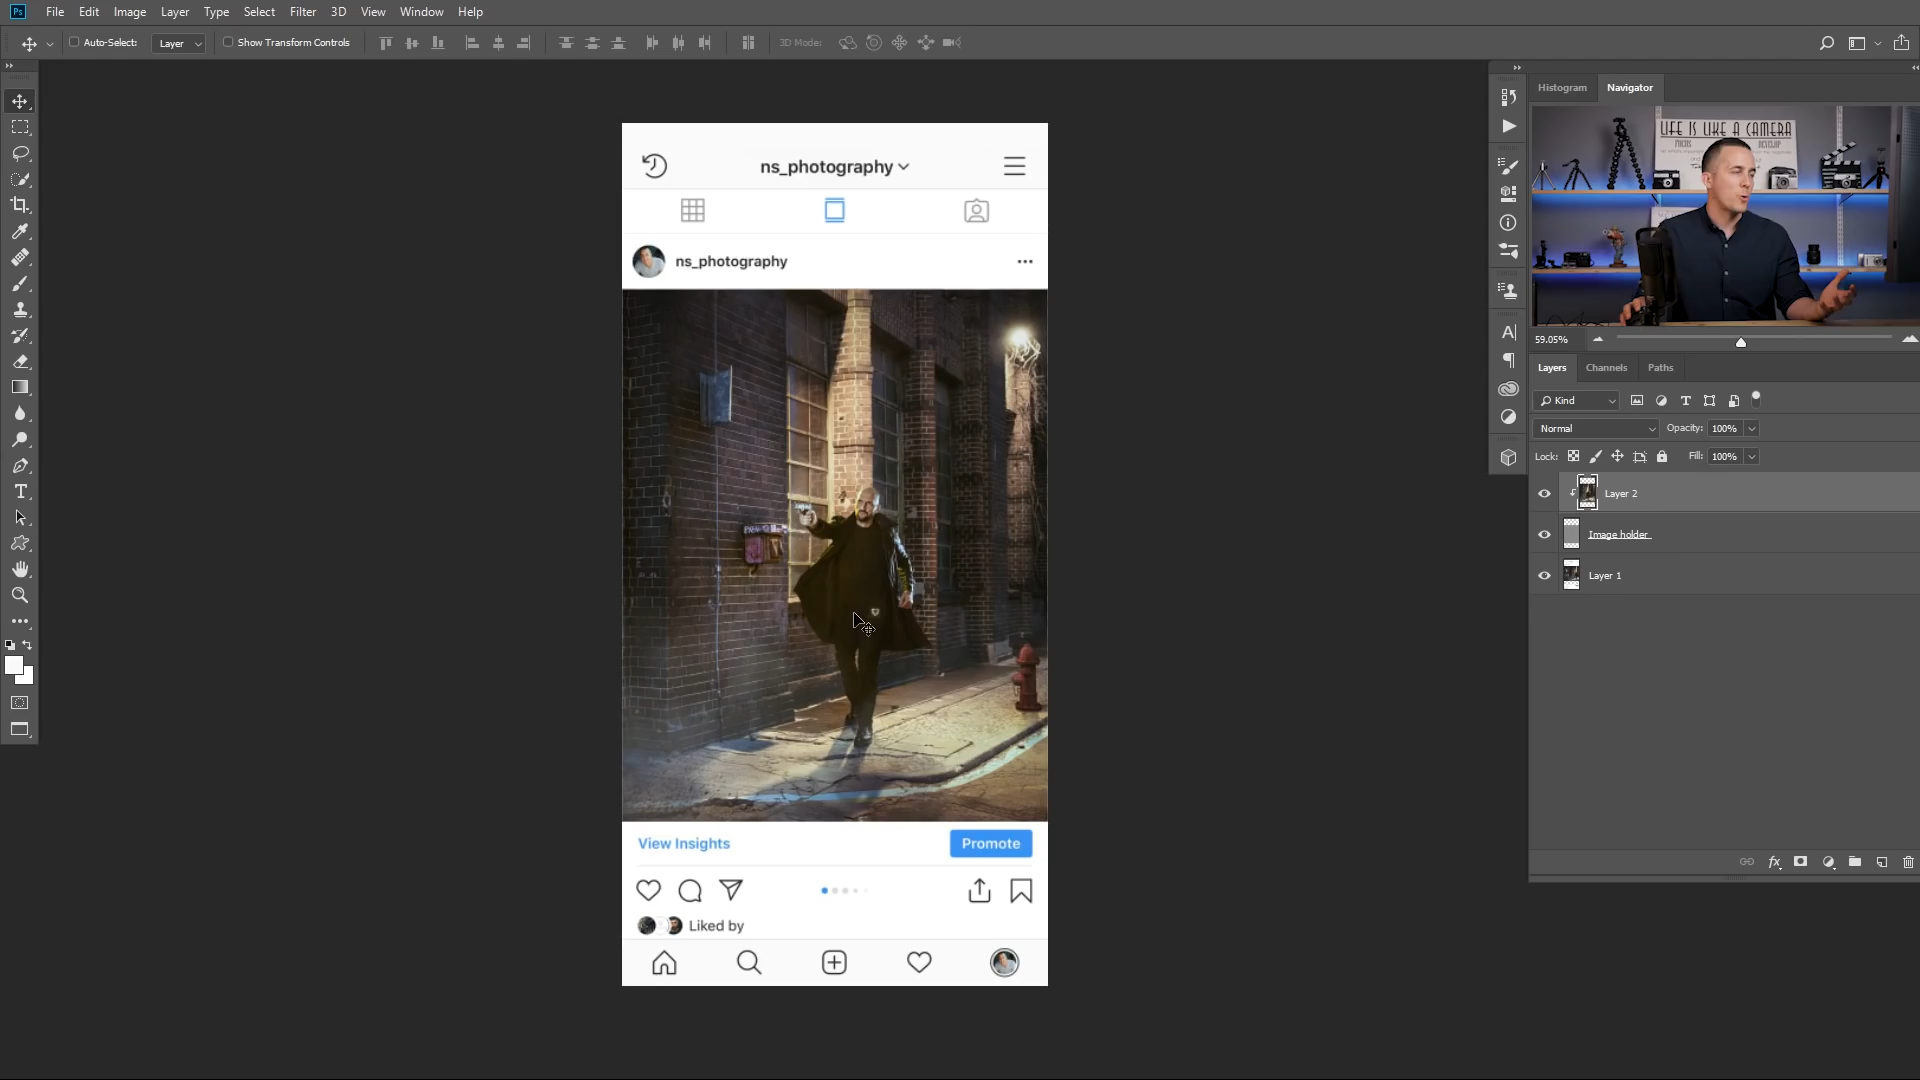 Ps File Edit Image Layer Type Select Filter 3D View Window Help
Auto-Select: Layer Show Transform Controls 3D Mode:
Histogram Navigator
LIFE IS LIKE A CAMERA
FOCUS DEVELOP
59.05%
Layers Channels Paths
Kind
Normal Opacity: 100%
Lock: Fill: 100%
Layer 2
Image holder
Layer 1
ns_photography
ns_photography
View Insights Promote
Liked by